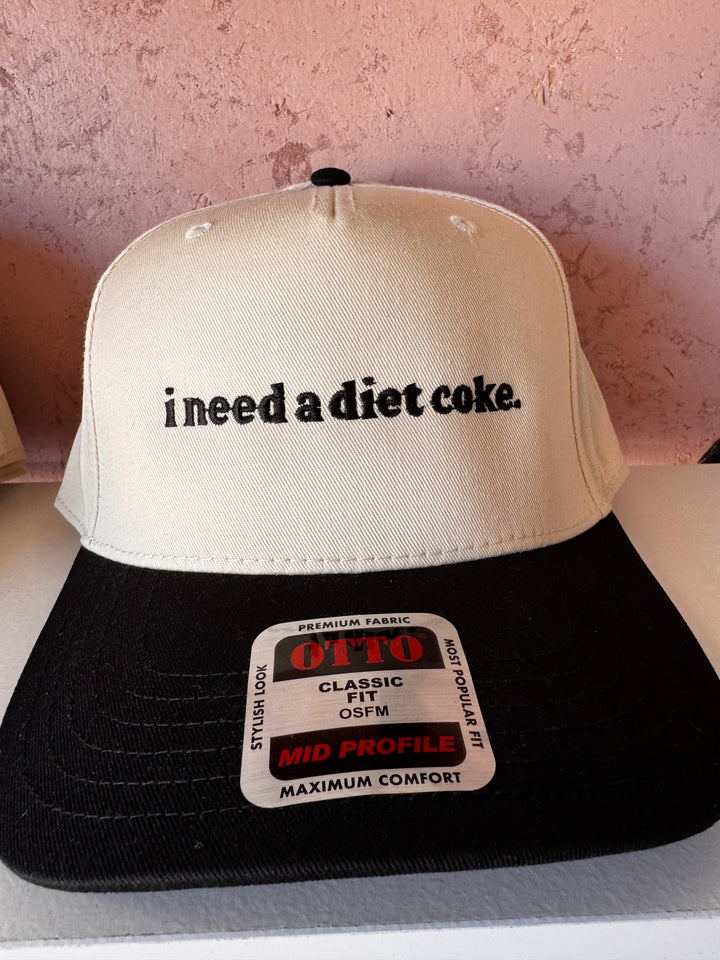 i need a diet coke.
PREMIUM FABRIC
OTTO®
STYLISH LOOK
CLASSIC
FIT
OSFM
MOST POPULAR FIT
MID PROFILE
MAXIMUM COMFORT